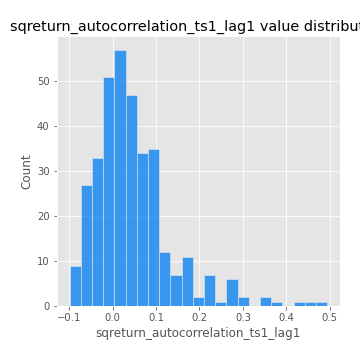 sqreturn_autocorrelation_ts1_lag1 value distribut
50
40
30
20
10
0
Count
−0.1 0.0 0.1 0.2 0.3 0.4 0.5
sqreturn_autocorrelation_ts1_lag1